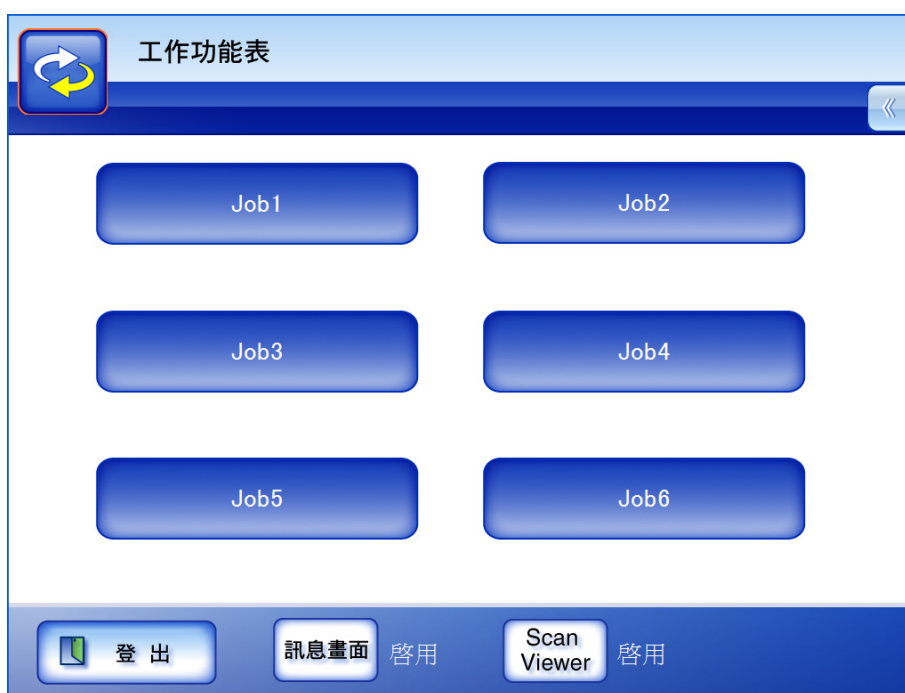 工作功能表
《
Job1
Job2
Job3
Job4
Job5
Job6
登出
訊息畫面
啓用
Scan
Viewer
啓用